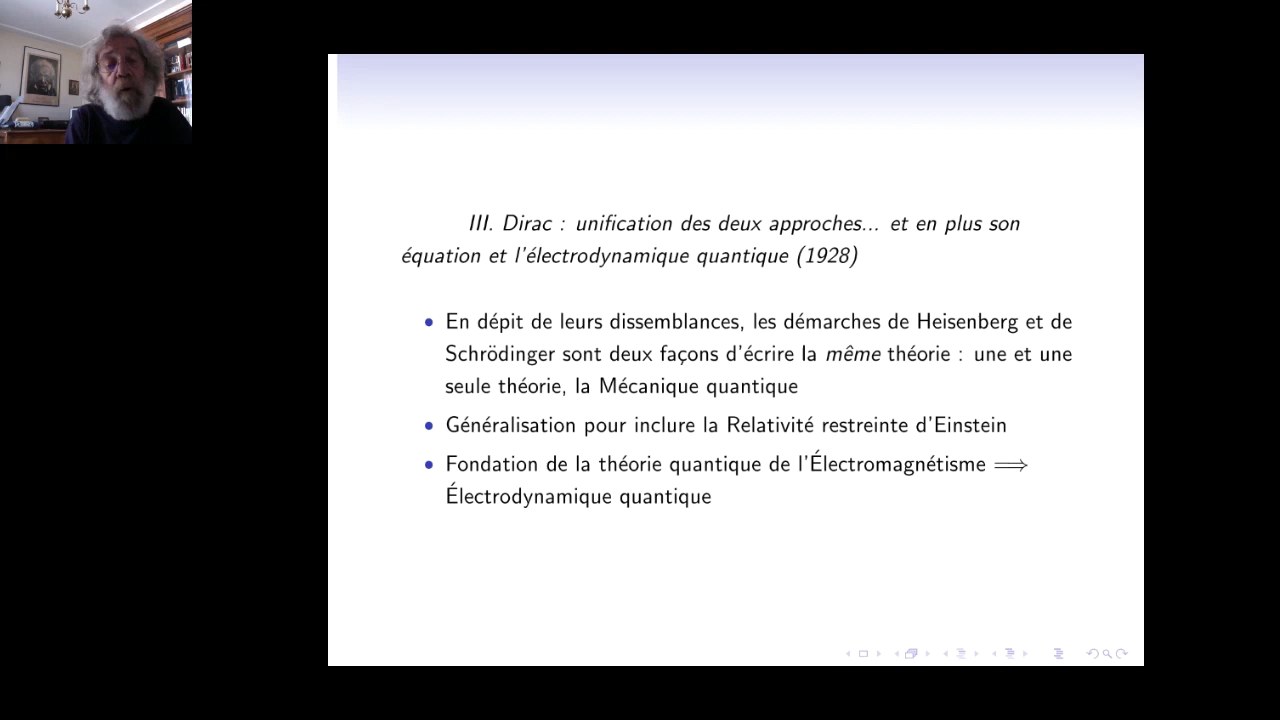 III. Dirac : unification des deux approches... et en plus son
équation et l'électrodynamique quantique (1928)
En dépit de leurs dissemblances, les démarches de Heisenberg et de
Schrödinger sont deux façons d'écrire la même théorie : une et une
seule théorie, la Mécanique quantique
Généralisation pour inclure la Relativité restreinte d'Einstein
Fondation de la théorie quantique de l'Électromagnétisme ⟹
Électrodynamique quantique